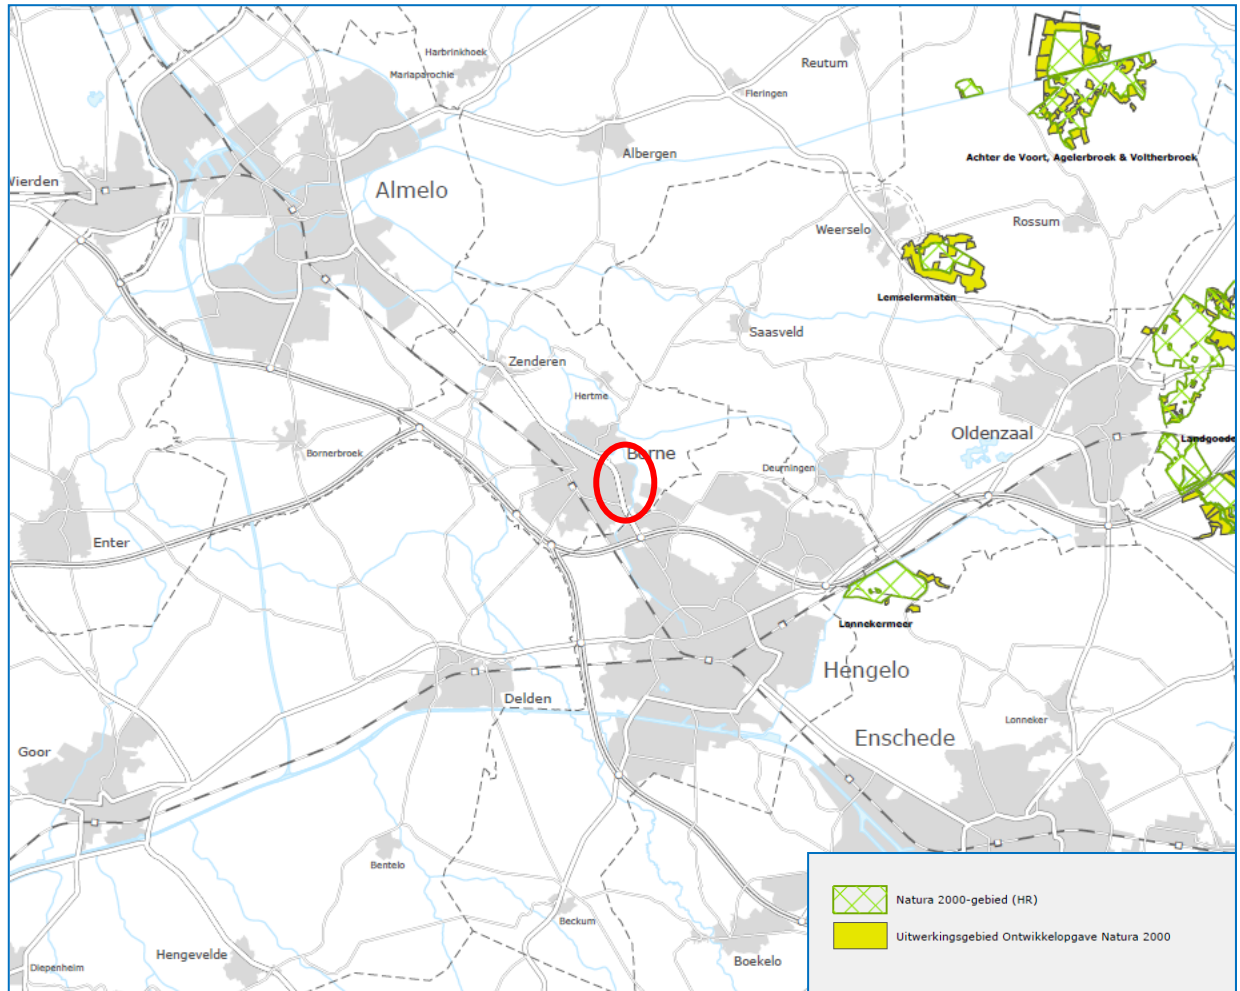 Harbrinkhoek
Mariaparochie
Reutum
Fleringen
Albergen
Achter de Voort, Agelerbroek & Voltherbroek
Wierden
Almelo
Weerselo
Rossum
Lemselermaten
Saasveld
Zenderen
Hertme
Oldenzaal
Landgoede
Borne
Deurningen
Bornerbroek
Enter
Lonnekermeer
Hengelo
Delden
Lonneker
Enschede
Goor
Bentelo
Natura 2000-gebied (HR)
Beckum
Uitwerkingsgebied Ontwikkelopgave Natura 2000
Hengevelde
Boekelo
Diepenheim